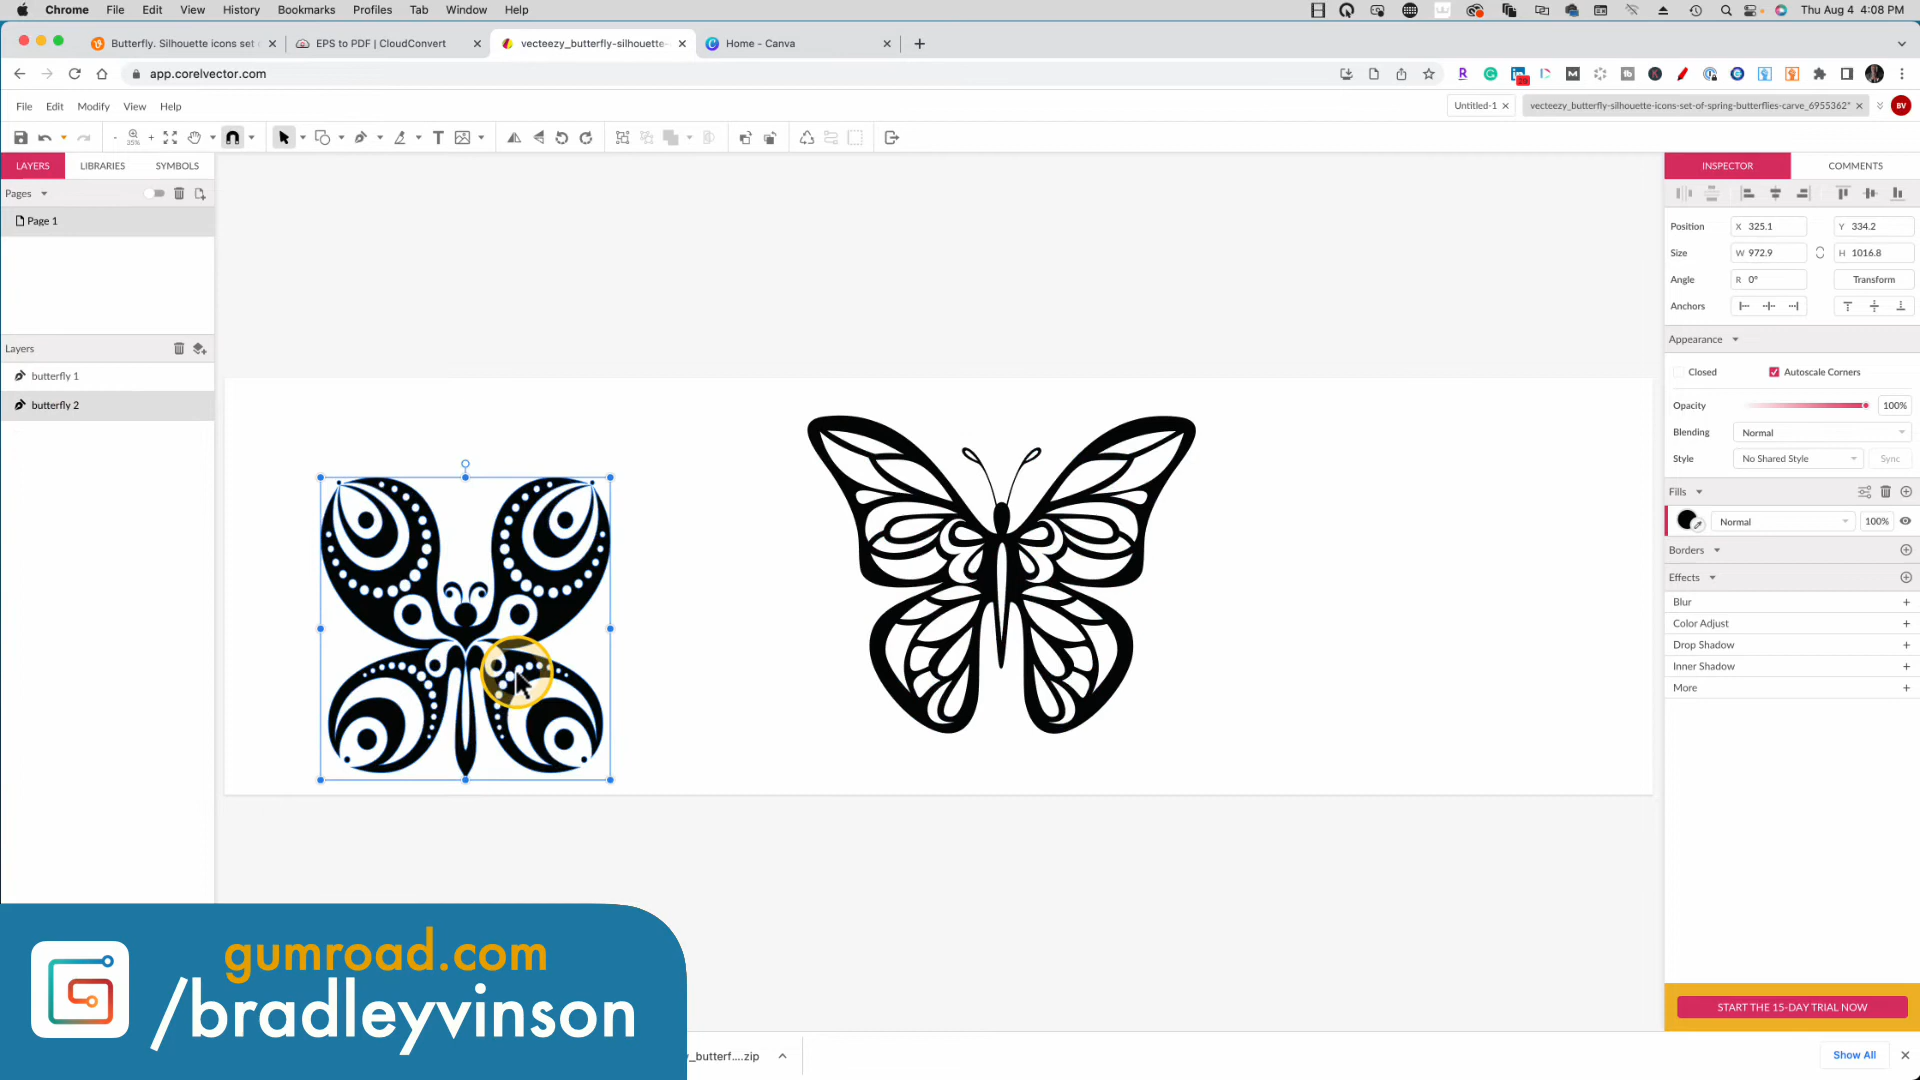 Chrome File Edit View History Bookmarks Profiles Tab Window Help Thu Aug 4 4:08 PM
Butterfly. Silhouette icons set EPS to PDF | CloudConvert vecteezy_butterfly-silhouette- Home - Canva
app.corelvector.com
File Edit Modify View Help Untitled-1 vecteezy_butterfly-silhouette-icons-set-of-spring-butterflies-carve_6955362* BV
35%
LAYERS LIBRARIES SYMBOLS INSPECTOR COMMENTS
Pages
Page 1
Position X 325.1 Y 334.2
Size W 972.9 H 1016.8
Angle R 0° Transform
Anchors
Layers
butterfly 1
butterfly 2
Appearance
Closed Autoscale Corners
Opacity 100%
Blending Normal
Style No Shared Style Sync
Fills
Normal 100%
Borders
Effects
Blur
Color Adjust
Drop Shadow
Inner Shadow
More
START THE 15-DAY TRIAL NOW
gumroad.com
/bradleyvinson
y_butterf....zip Show All